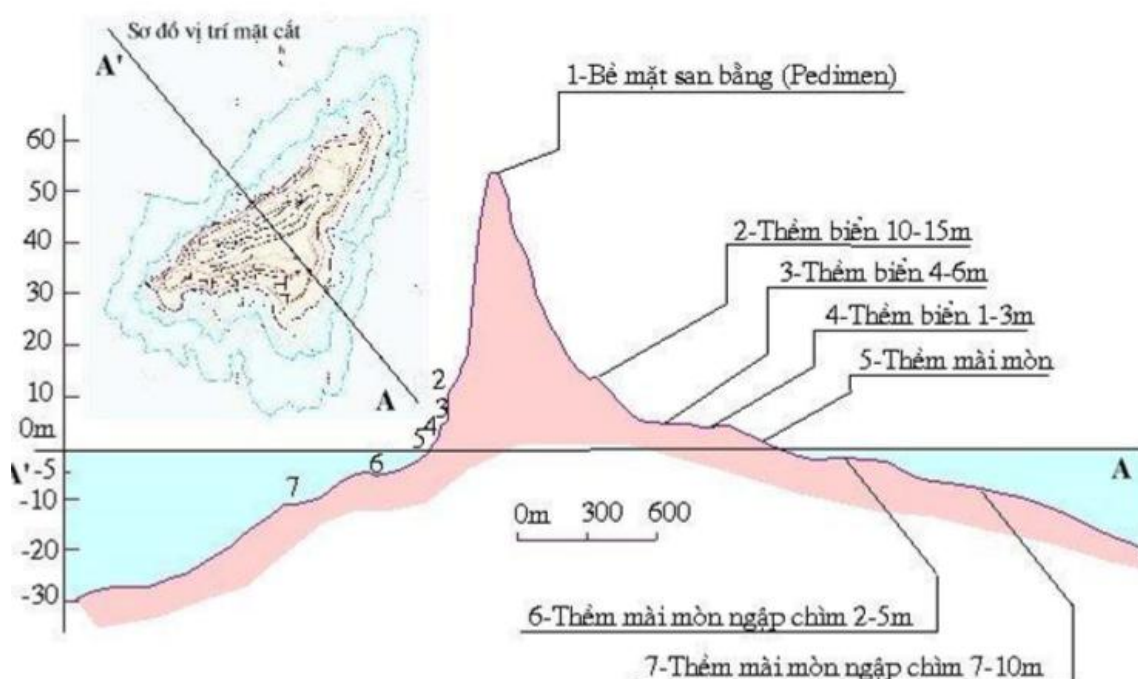 Sơ đồ vị trí mặt cắt
A'
A
1-Bề mặt san bằng (Pedimen)
2-Thềm biển 10-15m
3-Thềm biển 4-6m
4-Thềm biển 1-3m
5-Thềm mài mòn
60
50
40
30
20
10
0m
A'
-5
-10
-20
-30
2
3
4
5
6
7
A
0m 300 600
6-Thềm mài mòn ngập chìm 2-5m
7-Thềm mài mòn ngập chìm 7-10m